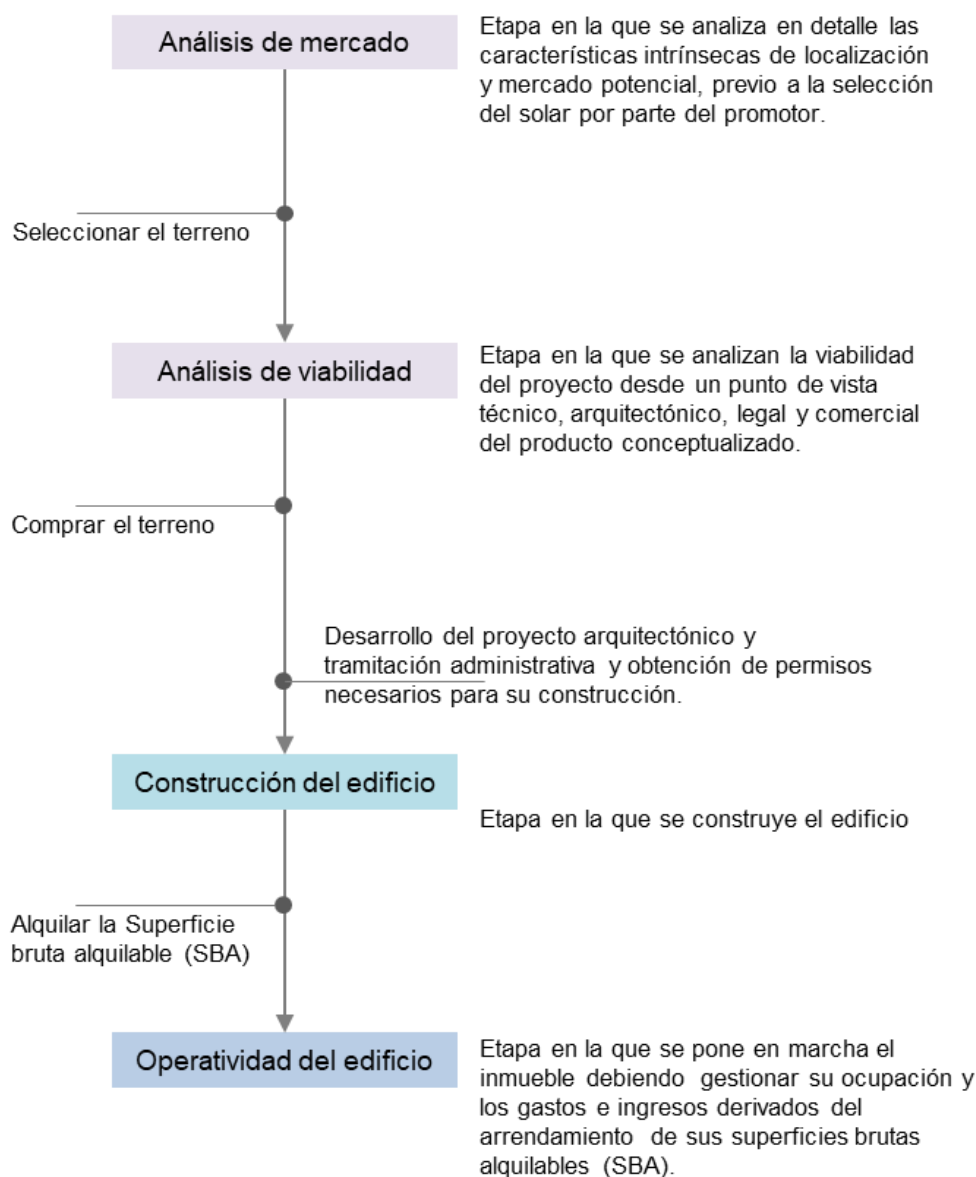 Análisis de mercado
Etapa en la que se analiza en detalle las
características intrínsecas de localización
y mercado potencial, previo a la selección
del solar por parte del promotor.
Seleccionar el terreno
Análisis de viabilidad
Etapa en la que se analizan la viabilidad
del proyecto desde un punto de vista
técnico, arquitectónico, legal y comercial
del producto conceptualizado.
Comprar el terreno
Desarrollo del proyecto arquitectónico y
tramitación administrativa y obtención de permisos
necesarios para su construcción.
Construcción del edificio
Etapa en la que se construye el edificio
Alquilar la Superficie
bruta alquilable (SBA)
Operatividad del edificio
Etapa en la que se pone en marcha el
inmueble debiendo gestionar su ocupación y
los gastos e ingresos derivados del
arrendamiento de sus superficies brutas
alquilables (SBA).